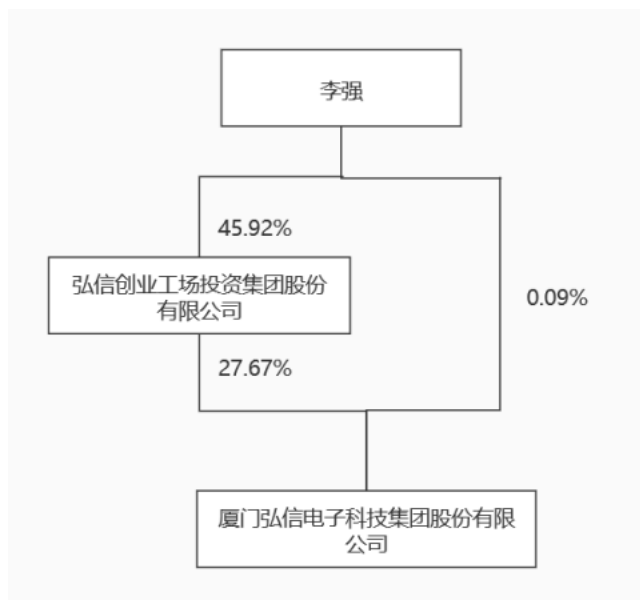 李强
45.92%
弘信创业工场投资集团股份
有限公司
0.09%
27.67%
厦门弘信电子科技集团股份有限
公司